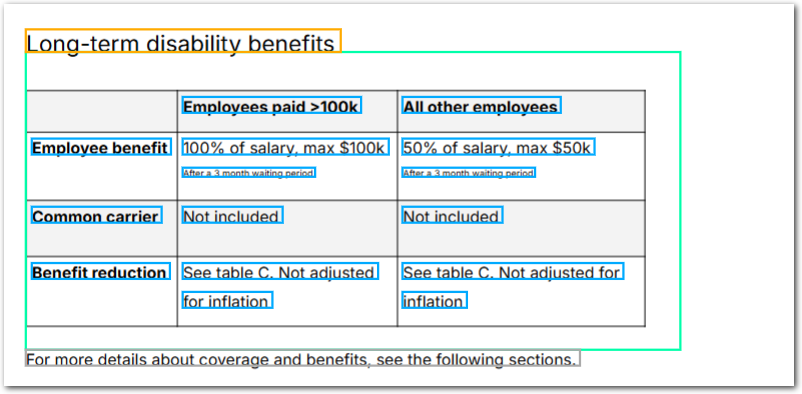 Long-term disability benefits
Employees paid >100k
All other employees
Employee benefit
100% of salary, max $100k
After a 3 month waiting period
50% of salary, max $50k
After a 3 month waiting period
Common carrier
Not included
Not included
Benefit reduction
See table C. Not adjusted
for inflation
See table C. Not adjusted for
inflation
For more details about coverage and benefits, see the following sections.